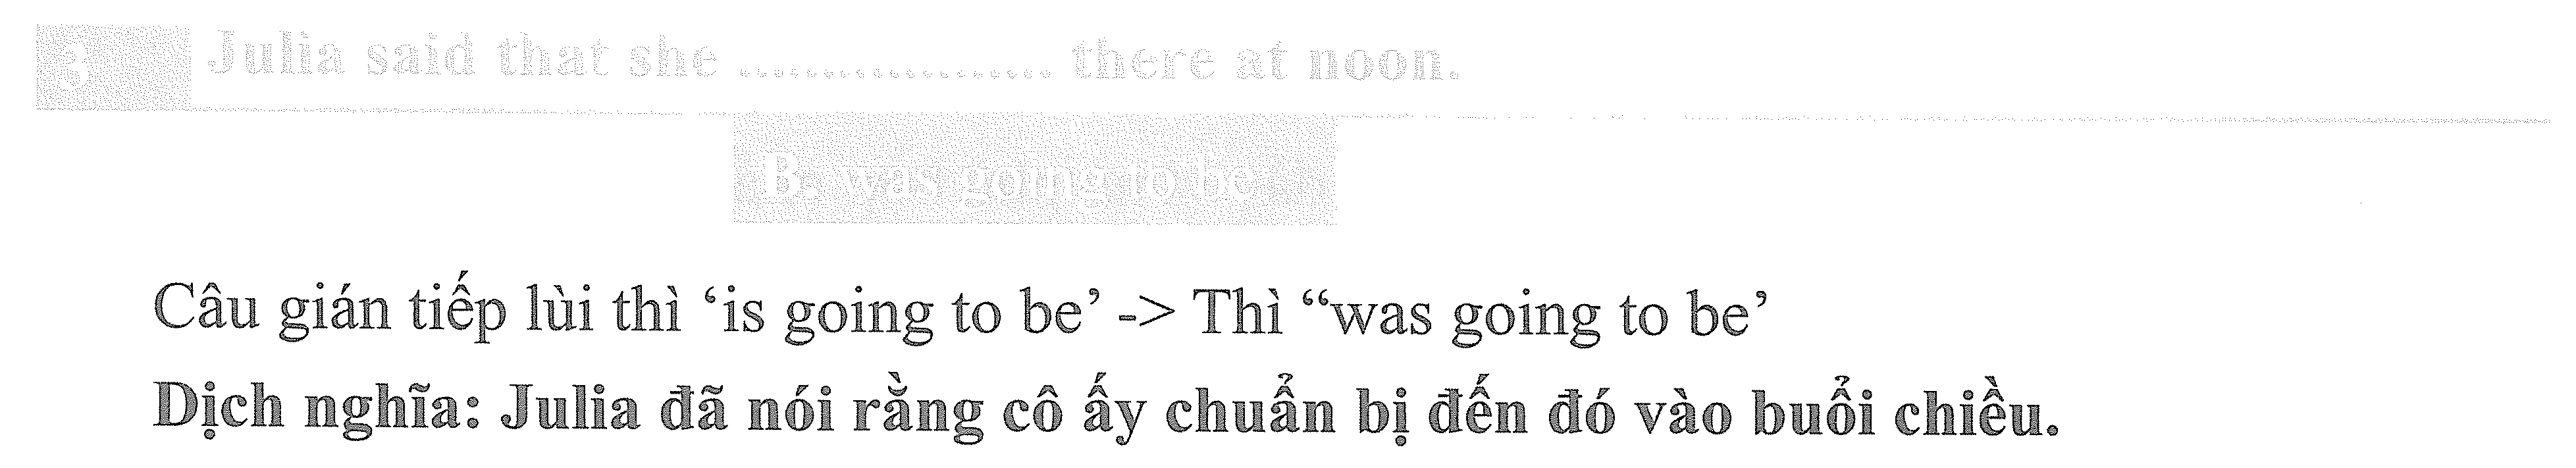 3 Julia said that she ................... there at noon.
B. was going to be
Câu gián tiếp lùi thì ‘is going to be’ -> Thì “was going to be’
Dịch nghĩa: Julia đã nói rằng cô ấy chuẩn bị đến đó vào buổi chiều.